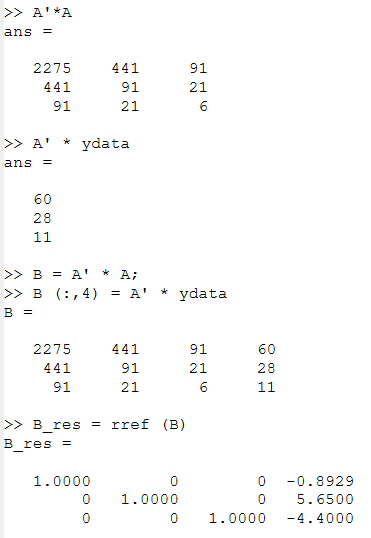 >> A'*A
ans =
2275 441 91
441 91 21
91 21 6
>> A' * ydata
ans =
60
28
11
>> B = A' * A;
>> B (:,4) = A' * ydata
B =
2275 441 91 60
441 91 21 28
91 21 6 11
>> B_res = rref (B)
B_res =
1.0000 0 0 -0.8929
0 1.0000 0 5.6500
0 0 1.0000 -4.4000